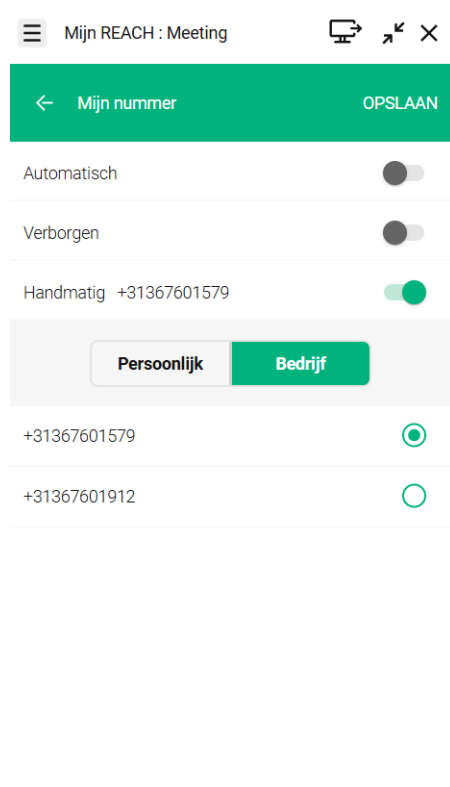 Mijn REACH : Meeting
Mijn nummer OPSLAAN
Automatisch
Verborgen
Handmatig +31367601579
Persoonlijk Bedrijf
+31367601579
+31367601912